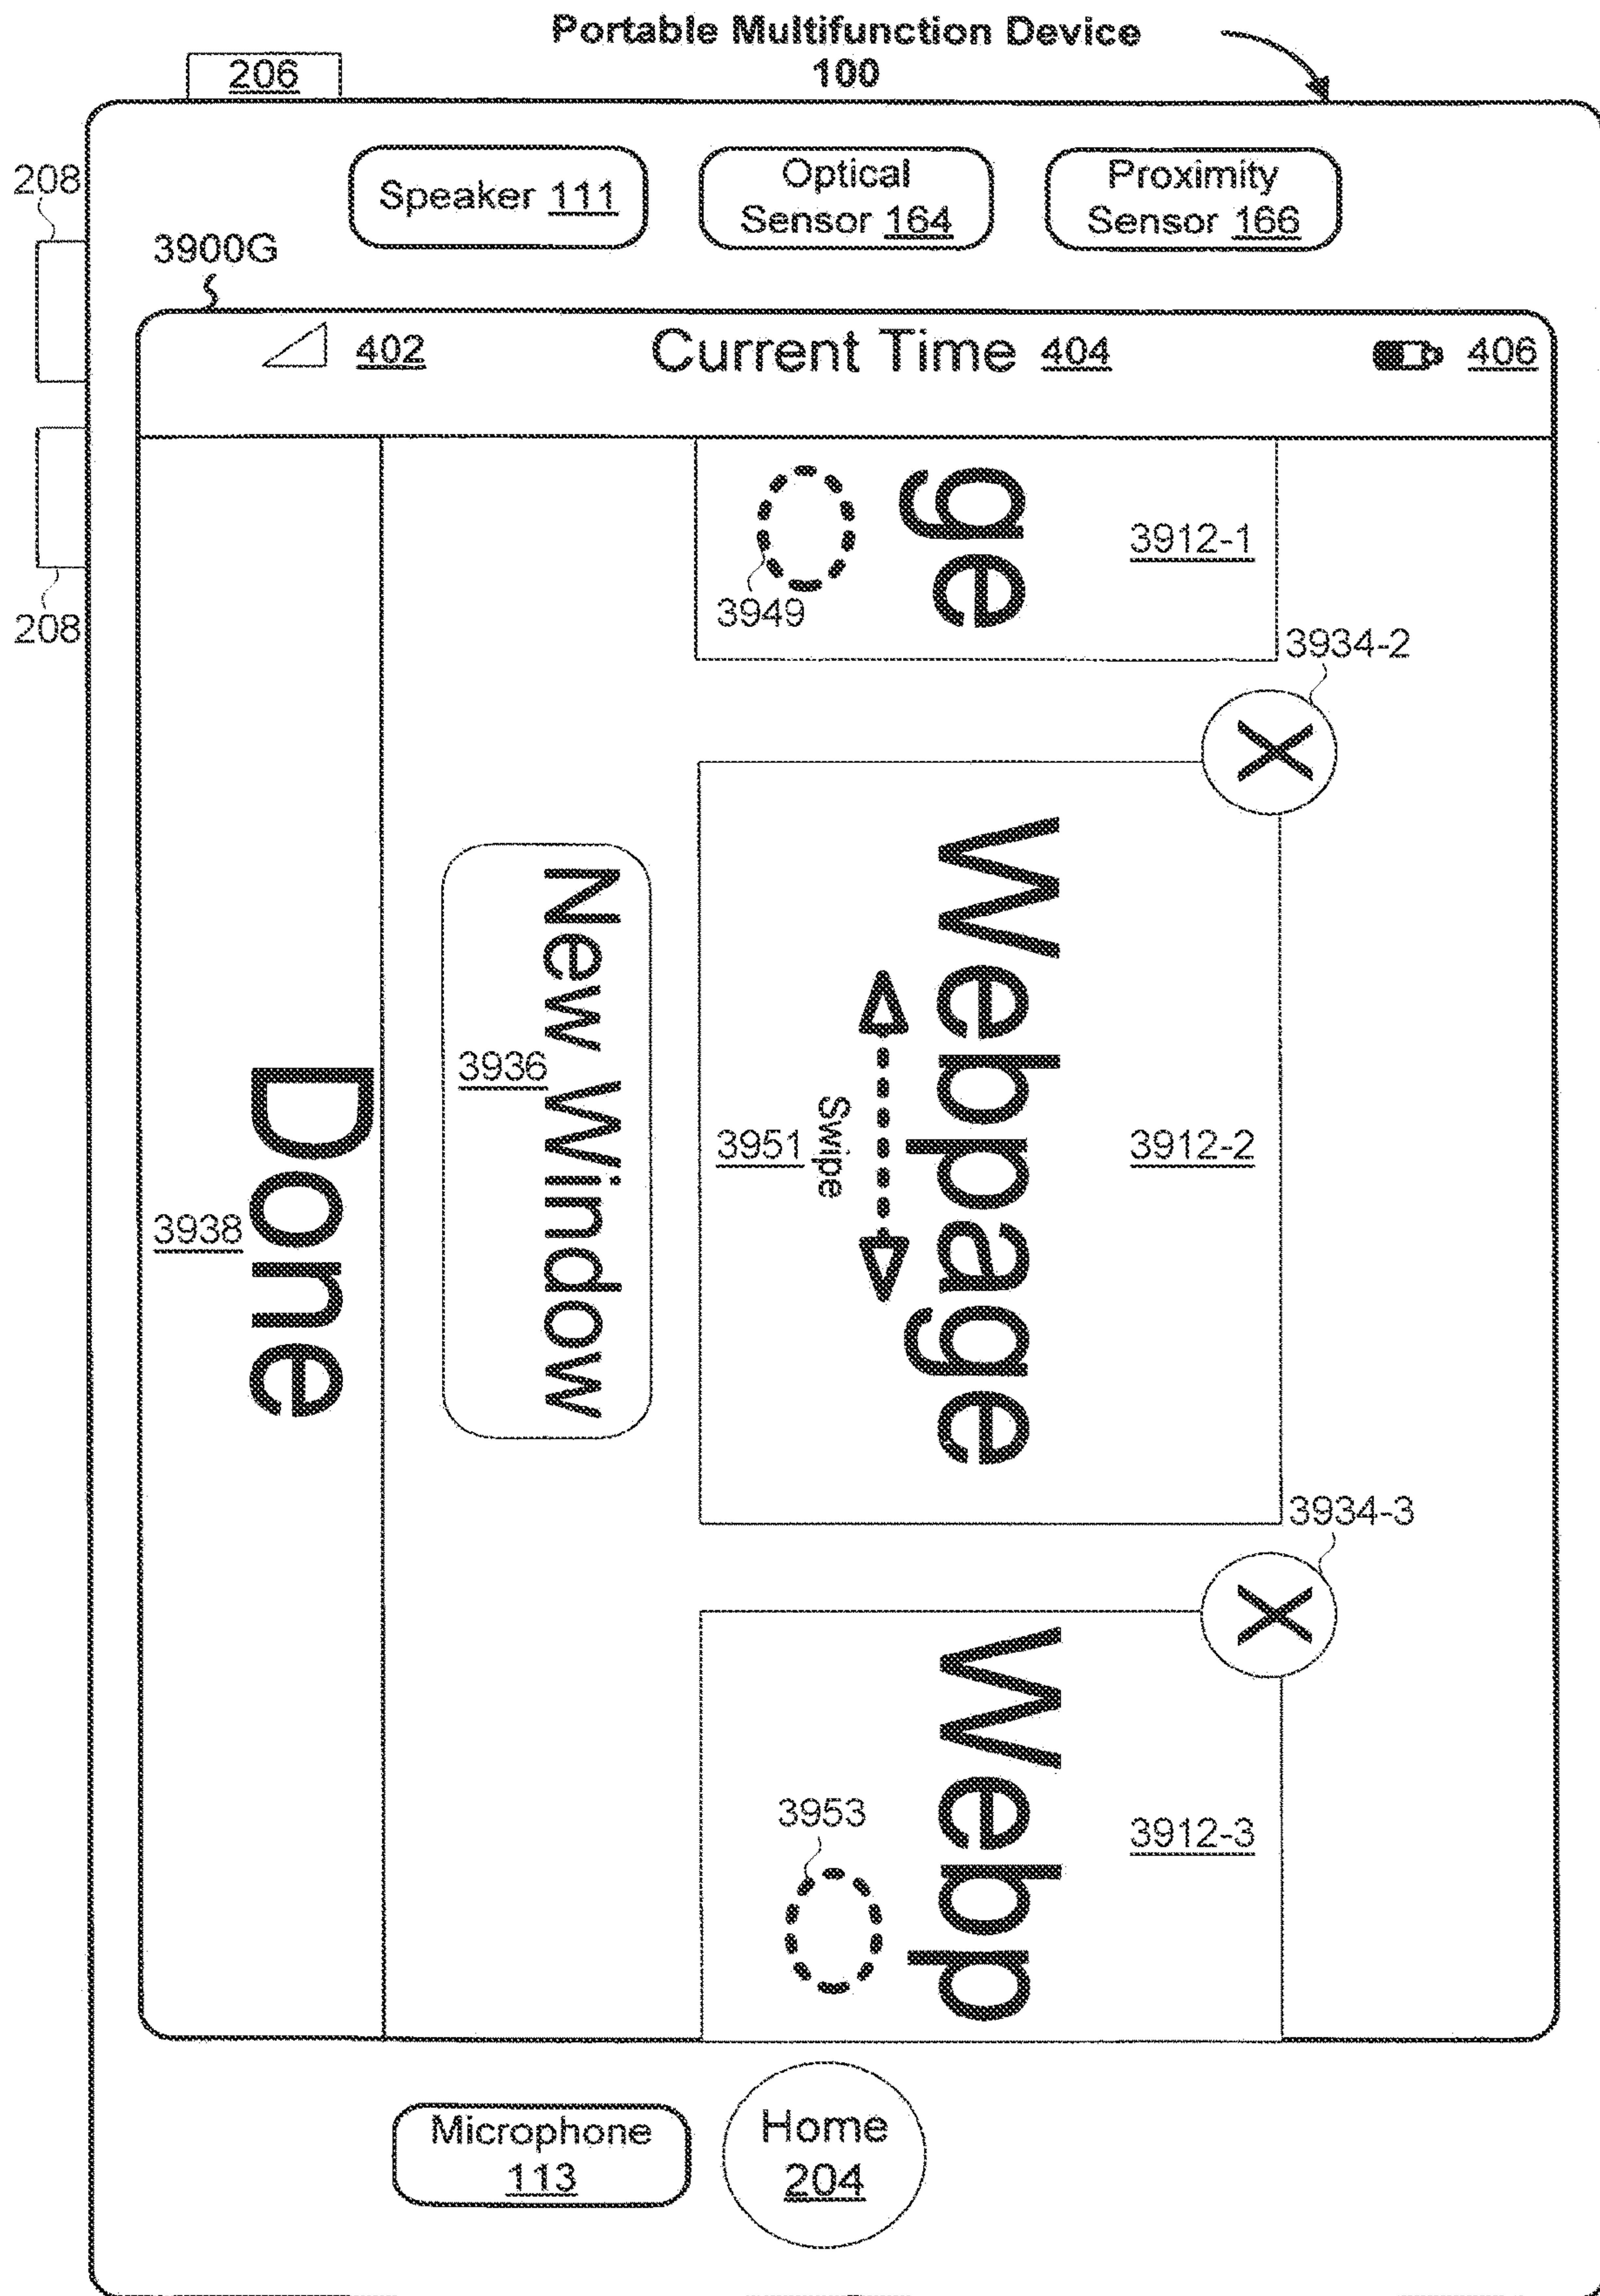 Portable Multifunction Device
100
206
208
Speaker 111
Optical
Sensor 164
Proximity
Sensor 166
3900G
402
Current Time 404
406
208
ge
3949
3912-1
3934-2
X
Webpage
Swipe
3951
3912-2
New Window
3936
Done
3938
3934-3
X
Webp
3953
3912-3
Microphone
113
Home
204